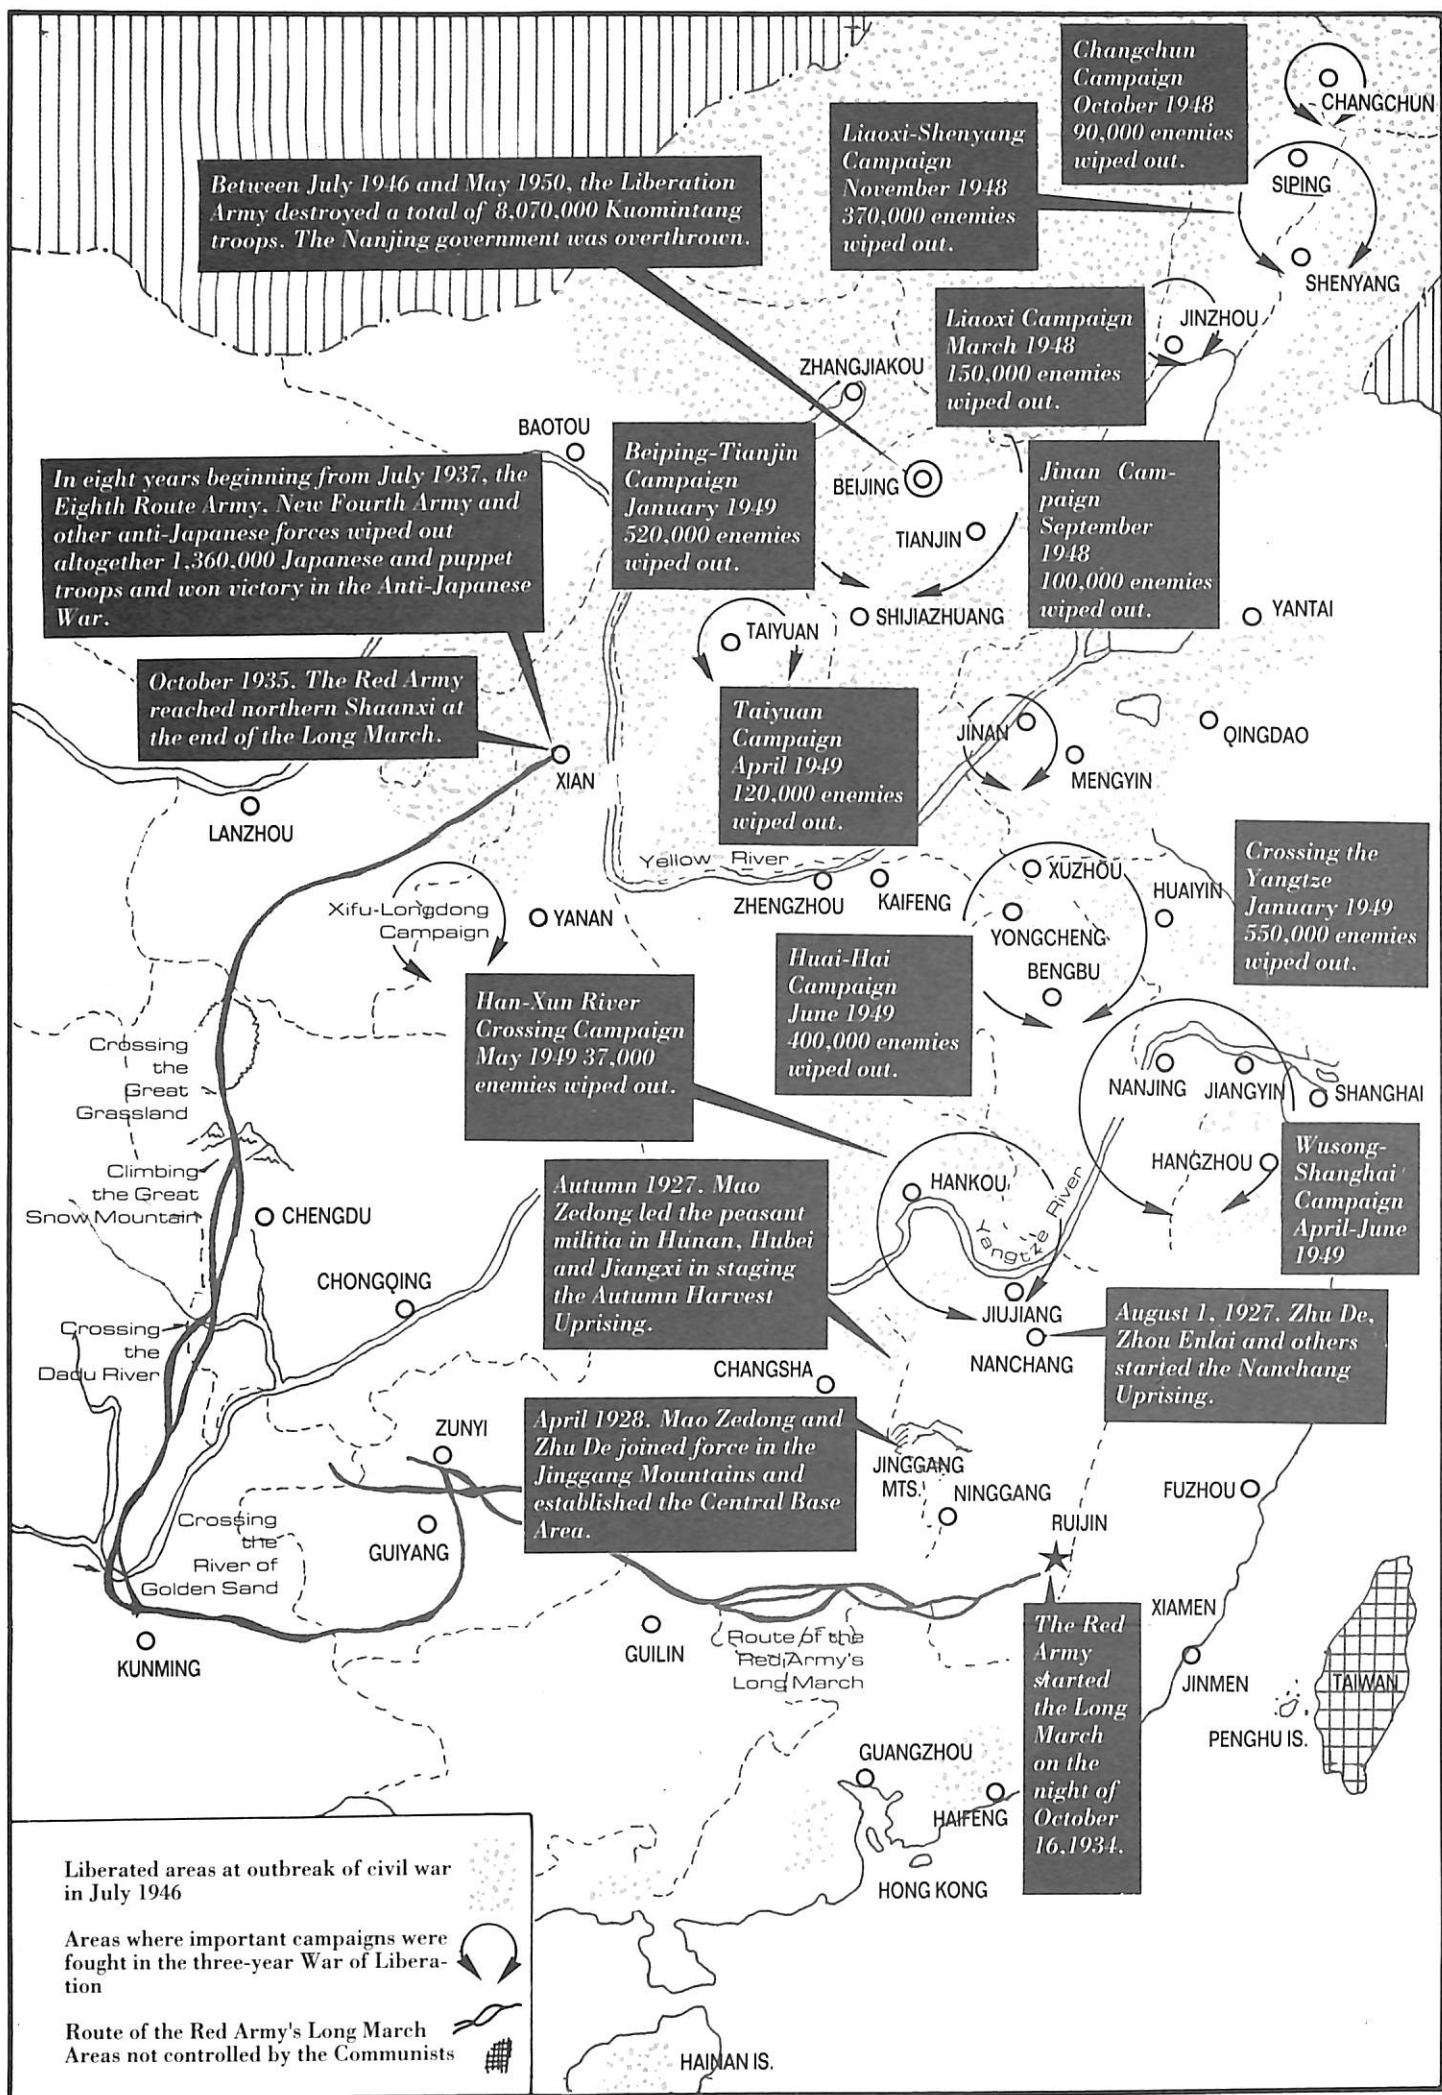 Changchun
Campaign
October 1948
90,000 enemies
wiped out.
CHANGCHUN
Liaoxi-Shenyang
Campaign
November 1948
370,000 enemies
wiped out.
SIPING
SHENYANG
Between July 1946 and May 1950, the Liberation
Army destroyed a total of 8,070,000 Kuomintang
troops. The Nanjing government was overthrown.
Liaoxi Campaign
March 1948
150,000 enemies
wiped out.
JINZHOU
ZHANGJIAKOU
BAOTOU
Beiping-Tianjin
Campaign
January 1949
520,000 enemies
wiped out.
BEIJING
TIANJIN
Jinan Cam-
paign
September
1948
100,000 enemies
wiped out.
In eight years beginning from July 1937, the
Eighth Route Army, New Fourth Army and
other anti-Japanese forces wiped out
altogether 1,360,000 Japanese and puppet
troops and won victory in the Anti-Japanese
War.
SHIJIAZHUANG
YANTAI
TAIYUAN
October 1935. The Red Army
reached northern Shaanxi at
the end of the Long March.
Taiyuan
Campaign
April 1949
120,000 enemies
wiped out.
JINAN
QINGDAO
MENGYIN
XIAN
LANZHOU
Yellow River
ZHENGZHOU
KAIFENG
XUZHOU
HUAIYIN
Crossing the
Yangtze
January 1949
550,000 enemies
wiped out.
Xifu-Longdong
Campaign
YANAN
YONGCHENG
BENGBU
Huai-Hai
Campaign
June 1949
400,000 enemies
wiped out.
Han-Xun River
Crossing Campaign
May 1949 37,000
enemies wiped out.
Crossing
the
Great
Grassland
NANJING
JIANGYIN
SHANGHAI
Climbing
the Great
Snow Mountain
HANGZHOU
Wusong-
Shanghai
Campaign
April-June
1949
Autumn 1927. Mao
Zedong led the peasant
militia in Hunan, Hubei
and Jiangxi in staging
the Autumn Harvest
Uprising.
HANKOU
Yangtze River
CHENGDU
CHONGQING
JIUJIANG
NANCHANG
August 1, 1927. Zhu De,
Zhou Enlai and others
started the Nanchang
Uprising.
Crossing
the
Dadu River
CHANGSHA
April 1928. Mao Zedong and
Zhu De joined force in the
Jinggang Mountains and
established the Central Base
Area.
ZUNYI
JINGGANG
MTS.
NINGGANG
FUZHOU
RUIJIN
GUIYANG
Crossing
the
River of
Golden Sand
KUNMING
GUILIN
Route of the
Red Army's
Long March
The Red
Army
started
the Long
March
on the
night of
October
16,1934.
XIAMEN
JINMEN
TAIWAN
PENGHU IS.
GUANGZHOU
HAIFENG
HONG KONG
HAINAN IS.
Liberated areas at outbreak of civil war
in July 1946
Areas where important campaigns were
fought in the three-year War of Libera-
tion
Route of the Red Army's Long March
Areas not controlled by the Communists